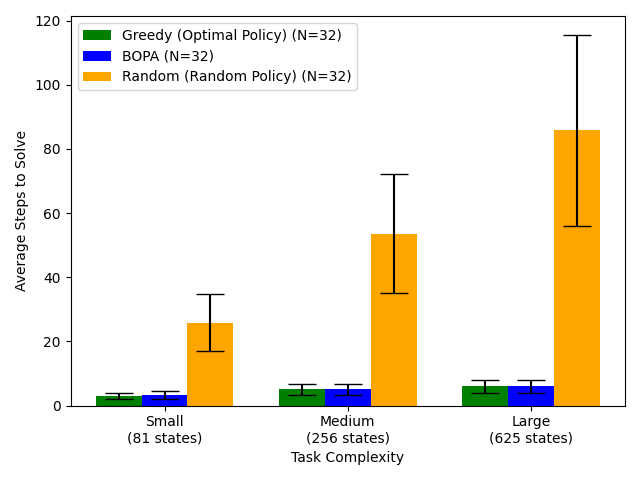 Greedy (Optimal Policy) (N=32)
BOPA (N=32)
Random (Random Policy) (N=32)
Average Steps to Solve
120
100
80
60
40
20
0
Small
(81 states)
Medium
(256 states)
Large
(625 states)
Task Complexity